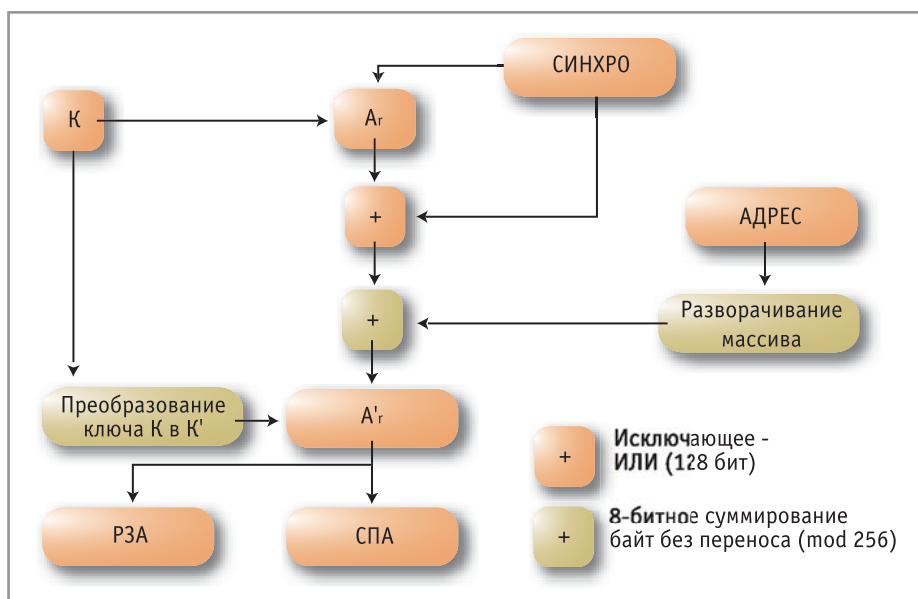 СИНХРО
К
Аr
+
АДРЕС
+
Разворачивание
массива
Преобразование
ключа К в К'
А'r
+
Исключающее -
ИЛИ (128 бит)
РЗА
СПА
+
8-битное суммирование
байт без переноса (mod 256)